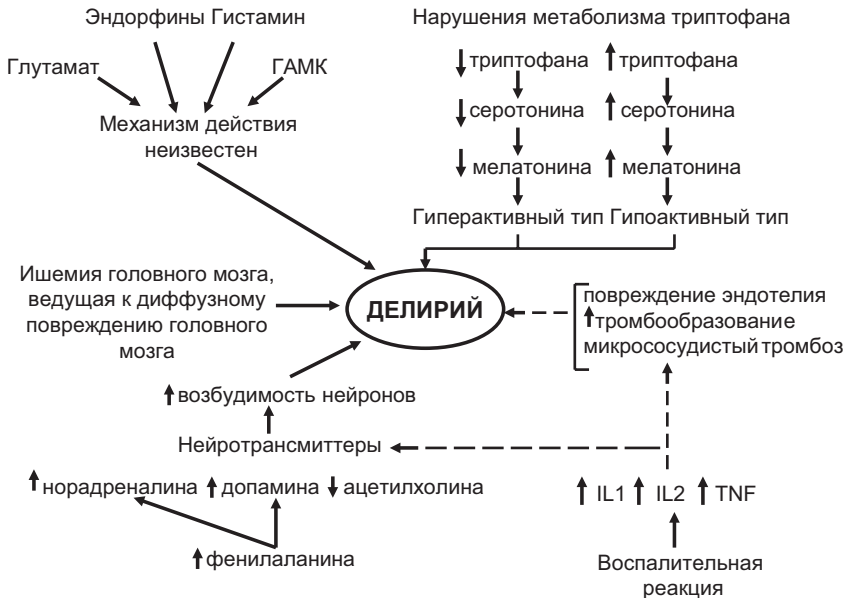 Эндорфины Гистамин
Нарушения метаболизма триптофана
Глутамат
ГАМК
триптофана
триптофана
Механизм действия
неизвестен
серотонина
серотонина
мелатонина
мелатонина
Гиперактивный тип Гипоактивный тип
Ишемия головного мозга,
ведущая к диффузному
повреждению головного
мозга
ДЕЛИРИЙ
повреждение эндотелия
тромбообразование
микрососудистый тромбоз
возбудимость нейронов
Нейротрансмиттеры
норадреналина
допамина
ацетилхолина
IL1
IL2
TNF
фенилаланина
Воспалительная
реакция